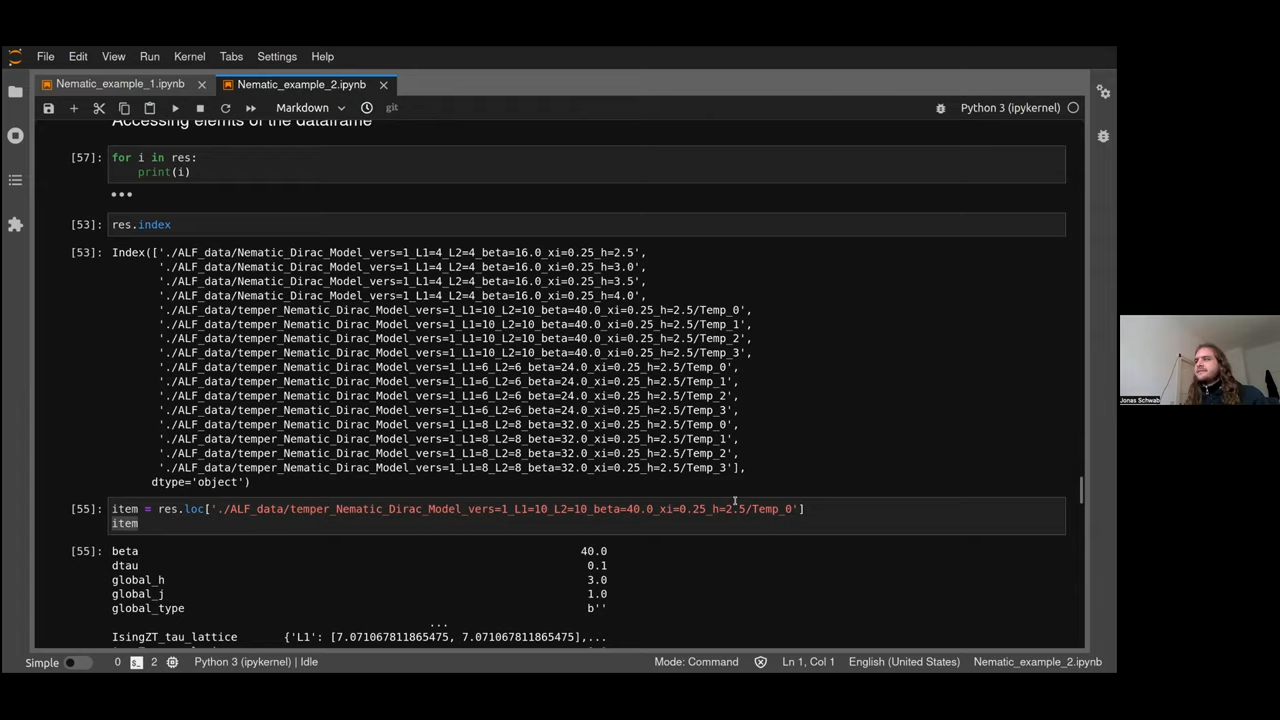 File Edit View Run Kernel Tabs Settings Help
Nematic_example_1.ipynb Nematic_example_2.ipynb
Markdown git Python 3 (ipykernel)
Accessing elemts of the dataframe
[57]: for i in res:
print(i)
[53]: res.index
[53]: Index(['./ALF_data/Nematic_Dirac_Model_vers=1_L1=4_L2=4_beta=16.0_xi=0.25_h=2.5',
'./ALF_data/Nematic_Dirac_Model_vers=1_L1=4_L2=4_beta=16.0_xi=0.25_h=3.0',
'./ALF_data/Nematic_Dirac_Model_vers=1_L1=4_L2=4_beta=16.0_xi=0.25_h=3.5',
'./ALF_data/Nematic_Dirac_Model_vers=1_L1=4_L2=4_beta=16.0_xi=0.25_h=4.0',
'./ALF_data/temper_Nematic_Dirac_Model_vers=1_L1=10_L2=10_beta=40.0_xi=0.25_h=2.5/Temp_0',
'./ALF_data/temper_Nematic_Dirac_Model_vers=1_L1=10_L2=10_beta=40.0_xi=0.25_h=2.5/Temp_1',
'./ALF_data/temper_Nematic_Dirac_Model_vers=1_L1=10_L2=10_beta=40.0_xi=0.25_h=2.5/Temp_2',
'./ALF_data/temper_Nematic_Dirac_Model_vers=1_L1=10_L2=10_beta=40.0_xi=0.25_h=2.5/Temp_3',
'./ALF_data/temper_Nematic_Dirac_Model_vers=1_L1=6_L2=6_beta=24.0_xi=0.25_h=2.5/Temp_0',
'./ALF_data/temper_Nematic_Dirac_Model_vers=1_L1=6_L2=6_beta=24.0_xi=0.25_h=2.5/Temp_1',
'./ALF_data/temper_Nematic_Dirac_Model_vers=1_L1=6_L2=6_beta=24.0_xi=0.25_h=2.5/Temp_2',
'./ALF_data/temper_Nematic_Dirac_Model_vers=1_L1=6_L2=6_beta=24.0_xi=0.25_h=2.5/Temp_3',
'./ALF_data/temper_Nematic_Dirac_Model_vers=1_L1=8_L2=8_beta=32.0_xi=0.25_h=2.5/Temp_0',
'./ALF_data/temper_Nematic_Dirac_Model_vers=1_L1=8_L2=8_beta=32.0_xi=0.25_h=2.5/Temp_1',
'./ALF_data/temper_Nematic_Dirac_Model_vers=1_L1=8_L2=8_beta=32.0_xi=0.25_h=2.5/Temp_2',
'./ALF_data/temper_Nematic_Dirac_Model_vers=1_L1=8_L2=8_beta=32.0_xi=0.25_h=2.5/Temp_3'],
dtype='object')
[55]: item = res.loc['./ALF_data/temper_Nematic_Dirac_Model_vers=1_L1=10_L2=10_beta=40.0_xi=0.25_h=2.5/Temp_0']
item
[55]: beta 40.0
dtau 0.1
global_h 3.0
global_j 1.0
global_type b''
...
IsingZT_tau_lattice {'L1': [7.071067811865475, 7.071067811865475],...
Simple 0 2 Python 3 (ipykernel) | Idle Mode: Command Ln 1, Col 1 English (United States) Nematic_example_2.ipynb
Jonas Schwab